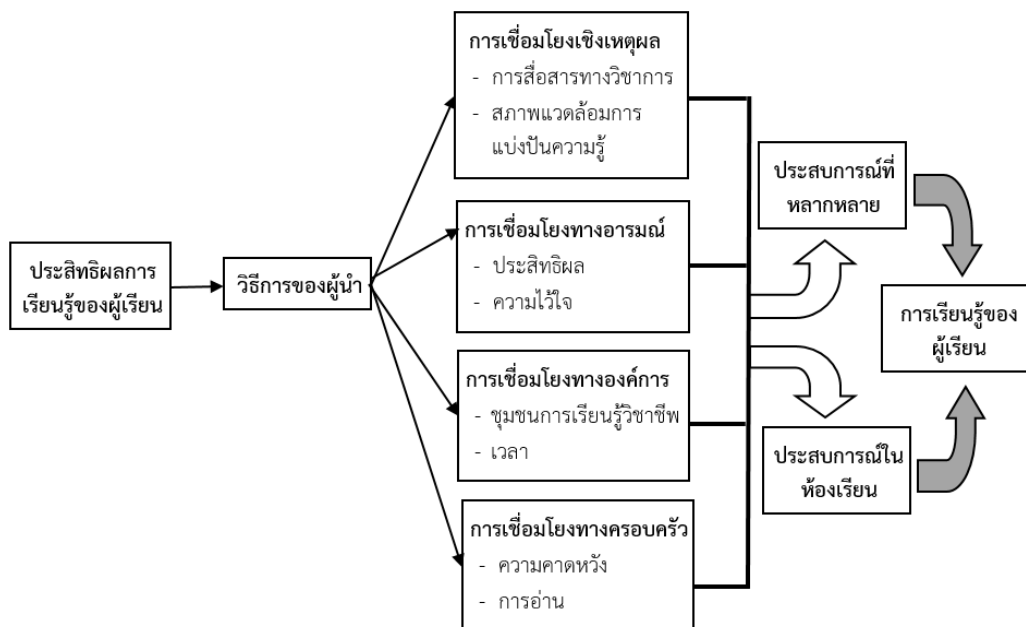 ประสิทธิผลการ
เรียนรู้ของผู้เรียน
วิธีการของผู้นำ
การเชื่อมโยงเชิงเหตุผล
- การสื่อสารทางวิชาการ
- สภาพแวดล้อมการ
แบ่งปันความรู้
การเชื่อมโยงทางอารมณ์
- ประสิทธิผล
- ความไว้ใจ
การเชื่อมโยงทางองค์การ
- ชุมชนการเรียนรู้วิชาชีพ
- เวลา
การเชื่อมโยงทางครอบครัว
- ความคาดหวัง
- การอ่าน
ประสบการณ์ที่
หลากหลาย
ประสบการณ์ใน
ห้องเรียน
การเรียนรู้ของ
ผู้เรียน